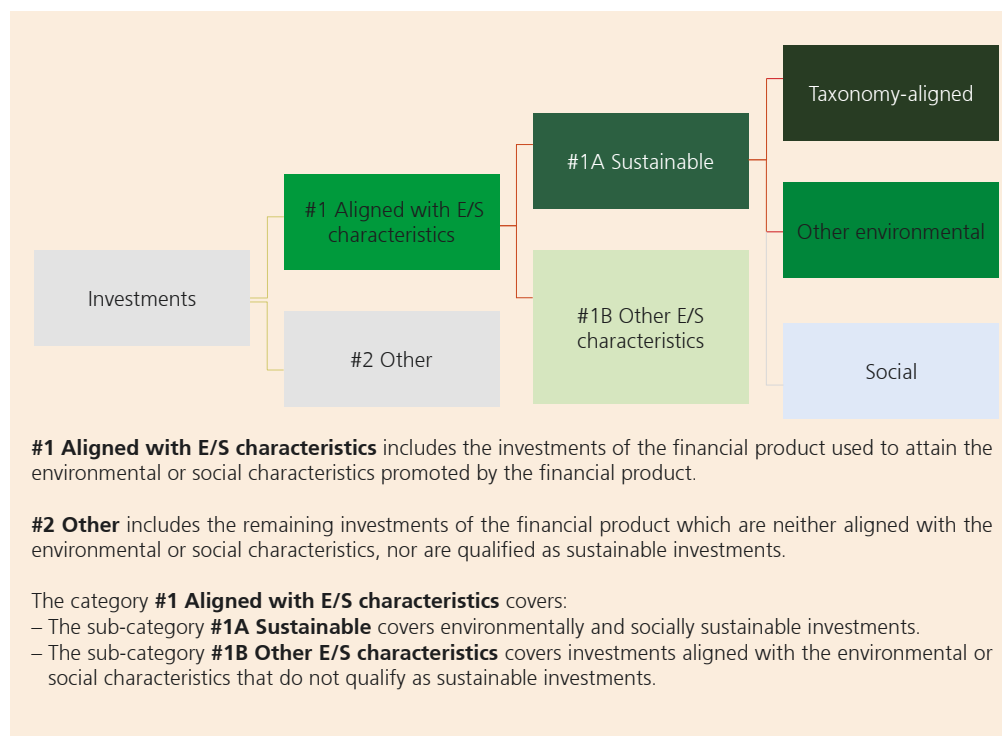 Taxonomy-aligned
#1A Sustainable
#1 Aligned with E/S
characteristics
Other environmental
Investments
#1B Other E/S
characteristics
#2 Other
Social
#1 Aligned with E/S characteristics includes the investments of the financial product used to attain the
environmental or social characteristics promoted by the financial product.
#2 Other includes the remaining investments of the financial product which are neither aligned with the
environmental or social characteristics, nor are qualified as sustainable investments.
The category #1 Aligned with E/S characteristics covers:
– The sub-category #1A Sustainable covers environmentally and socially sustainable investments.
– The sub-category #1B Other E/S characteristics covers investments aligned with the environmental or
social characteristics that do not qualify as sustainable investments.